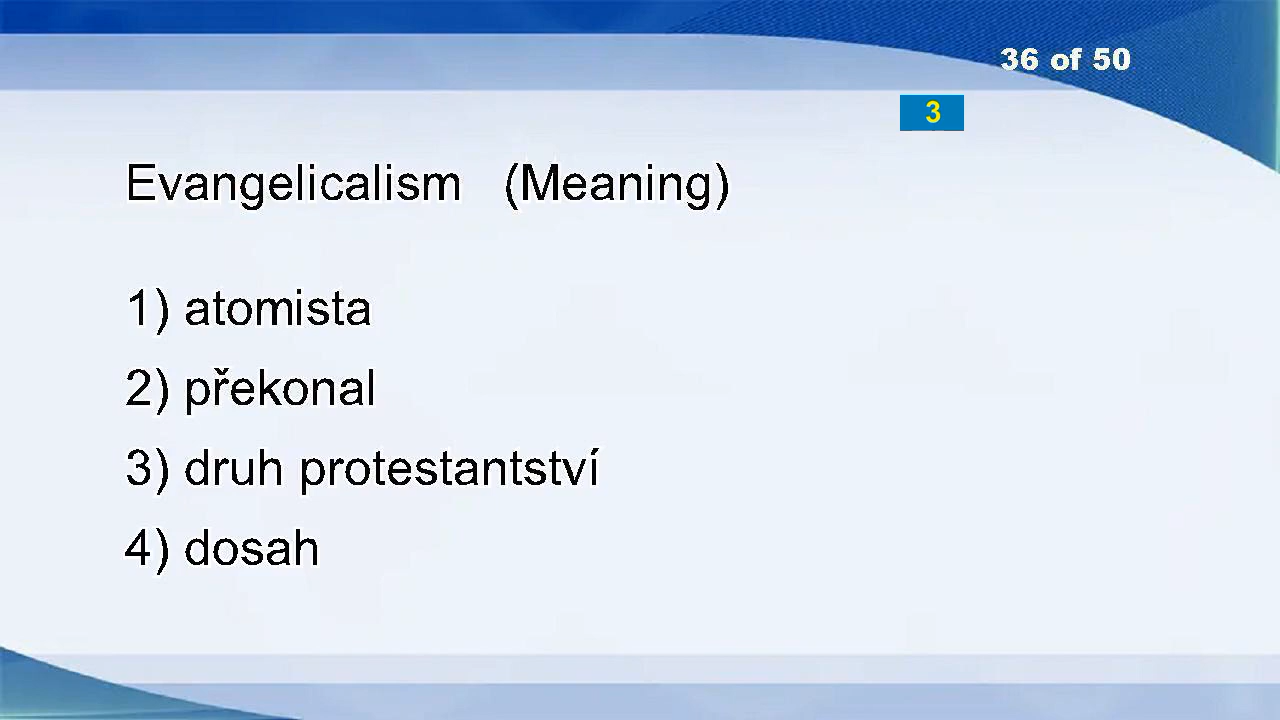 36 of 50
3
Evangelicalism (Meaning)
1) atomista
2) překonal
3) druh protestantství
4) dosah